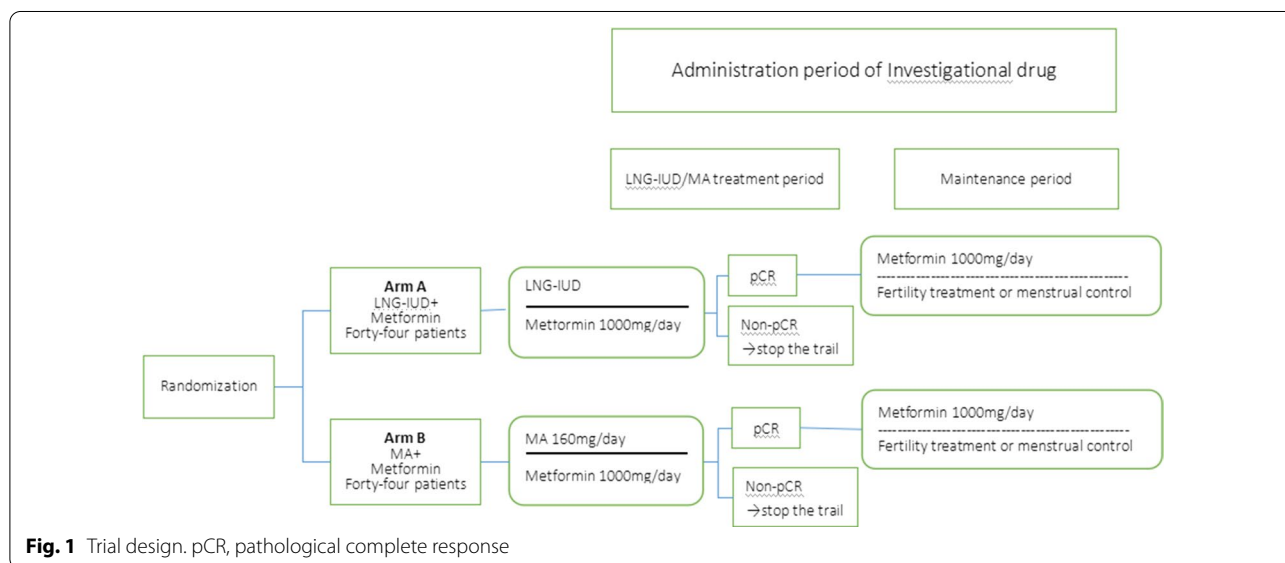 Administration period of Investigational drug
LNG-IUD/MA treatment period
Maintenance period
Randomization
Arm A
LNG-IUD+
Metformin
Forty-four patients
LNG-IUD
Metformin 1000mg/day
pCR
Non-pCR
→stop the trail
Metformin 1000mg/day
Fertility treatment or menstrual control
Arm B
MA+
Metformin
Forty-four patients
MA 160mg/day
Metformin 1000mg/day
pCR
Non-pCR
→stop the trail
Metformin 1000mg/day
Fertility treatment or menstrual control
Fig. 1 Trial design. pCR, pathological complete response